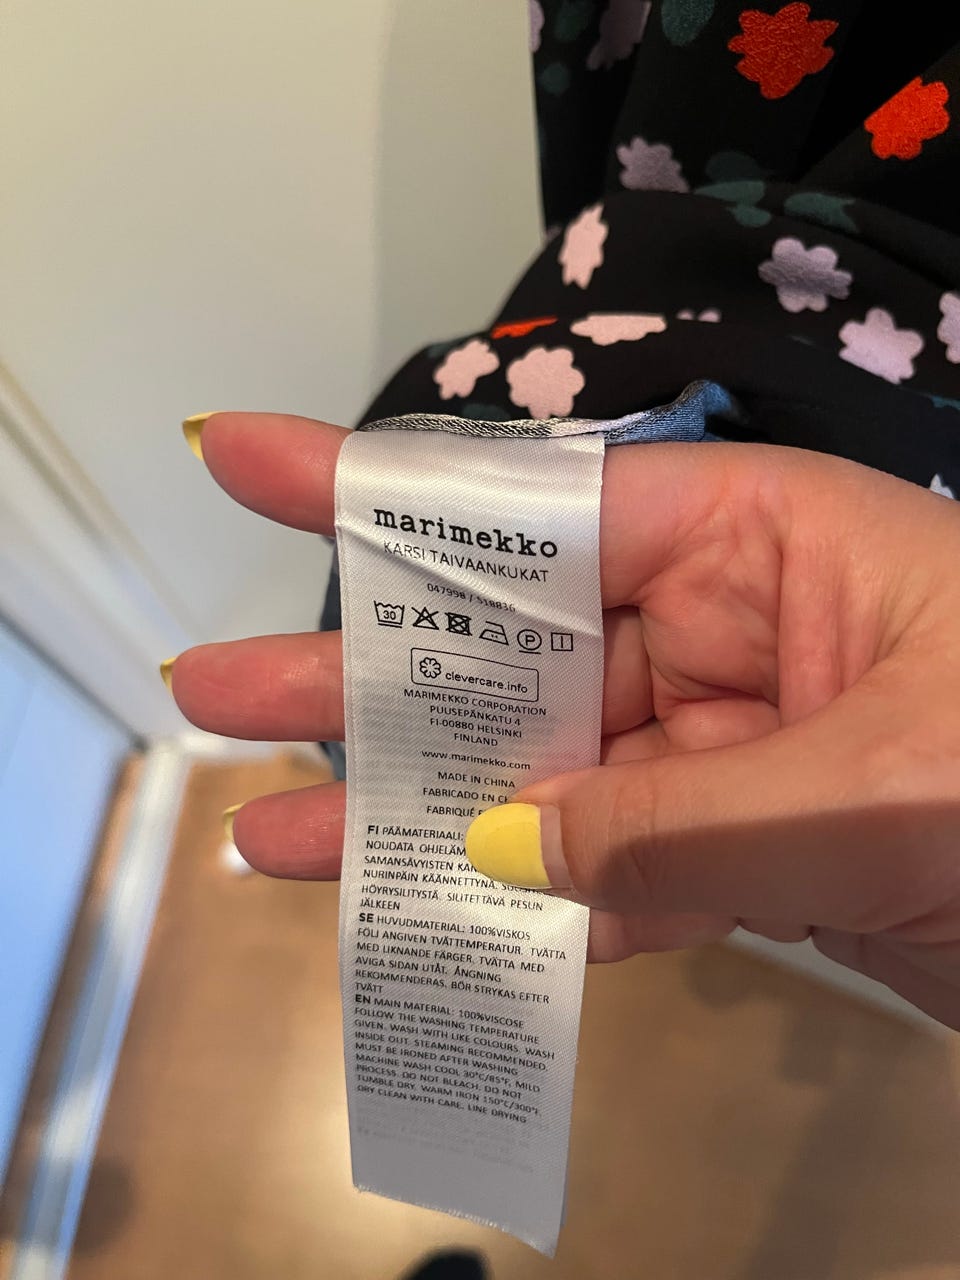 marimekko
KARSI TAIVAANKUKAT
047998 / 518836
30
P
clevercare.info
MARIMEKKO CORPORATION
PUUSEPÄNKATU 4
FI-00880 HELSINKI
FINLAND
www.marimekko.com
MADE IN CHINA
FABRICADO EN
FABRIQUÉ
FI PÄÄMATERIAALI:
NOUDATA
SAMANSÄVYISTEN
NURINPÄIN KÄÄNNETTYNÄ.
HÖYRYSILITYSTÄ. SILITETTÄVÄ PESUN
JÄLKEEN
SE HUVUDMATERIAL: 100%VISKOS
FÖLJ ANGIVEN TVÄTTEMPERATUR. TVÄTTA
MED LIKNANDE FÄRGER. TVÄTTA MED
AVIGA SIDAN UTÅT. ÅNGNING
REKOMMENDERAS. BÖR STRYKAS EFTER
TVÄTT
EN MAIN MATERIAL: 100%VISCOSE
FOLLOW THE WASHING TEMPERATURE
GIVEN. WASH WITH LIKE COLOURS. WASH
INSIDE OUT. STEAMING RECOMMENDED.
MUST BE IRONED AFTER WASHING
MACHINE WASH COOL 30°C/85°F, MILD
PROCESS. DO NOT BLEACH. DO NOT
TUMBLE DRY. WARM IRON 150°C/300°F.
DRY CLEAN WITH CARE. LINE DRYING